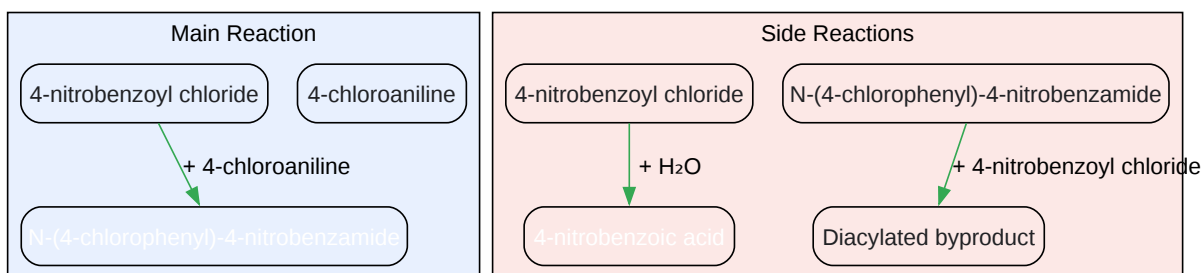 Main Reaction
4-nitrobenzoyl chloride
4-chloroaniline
+ 4-chloroaniline
N-(4-chlorophenyl)-4-nitrobenzamide
Side Reactions
4-nitrobenzoyl chloride
N-(4-chlorophenyl)-4-nitrobenzamide
+ H₂O
+ 4-nitrobenzoyl chloride
4-nitrobenzoic acid
Diacylated byproduct